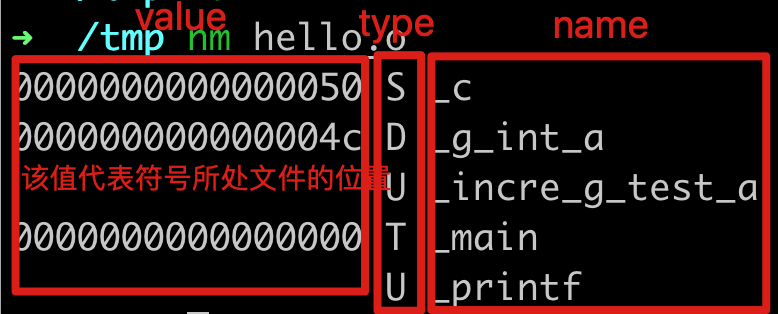 value type name
➜ /tmp nm hello.o
0000000000000050 S _c
000000000000004c D _g_int_a
该值代表符号所处文件的位置 U _incre_g_test_a
0000000000000000 T _main
U _printf